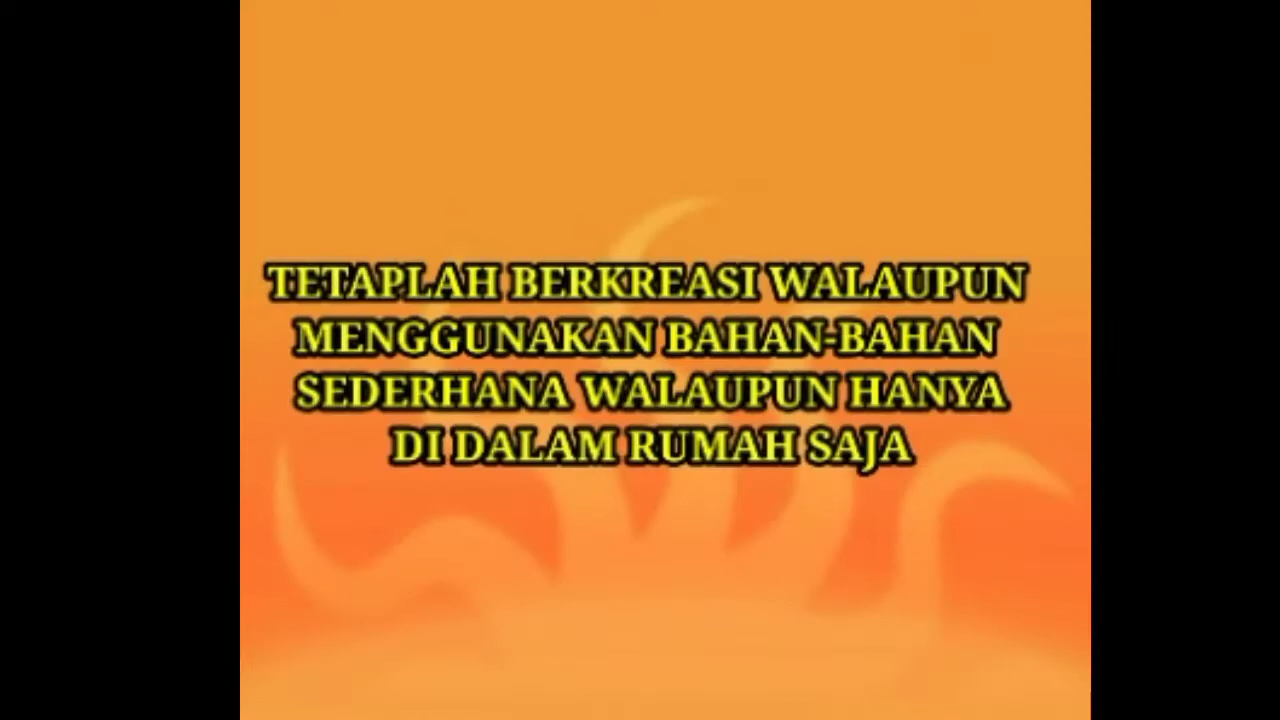 TETAPLAH BERKREASI WALAUPUN
MENGGUNAKAN BAHAN-BAHAN
SEDERHANA WALAUPUN HANYA
DI DALAM RUMAH SAJA